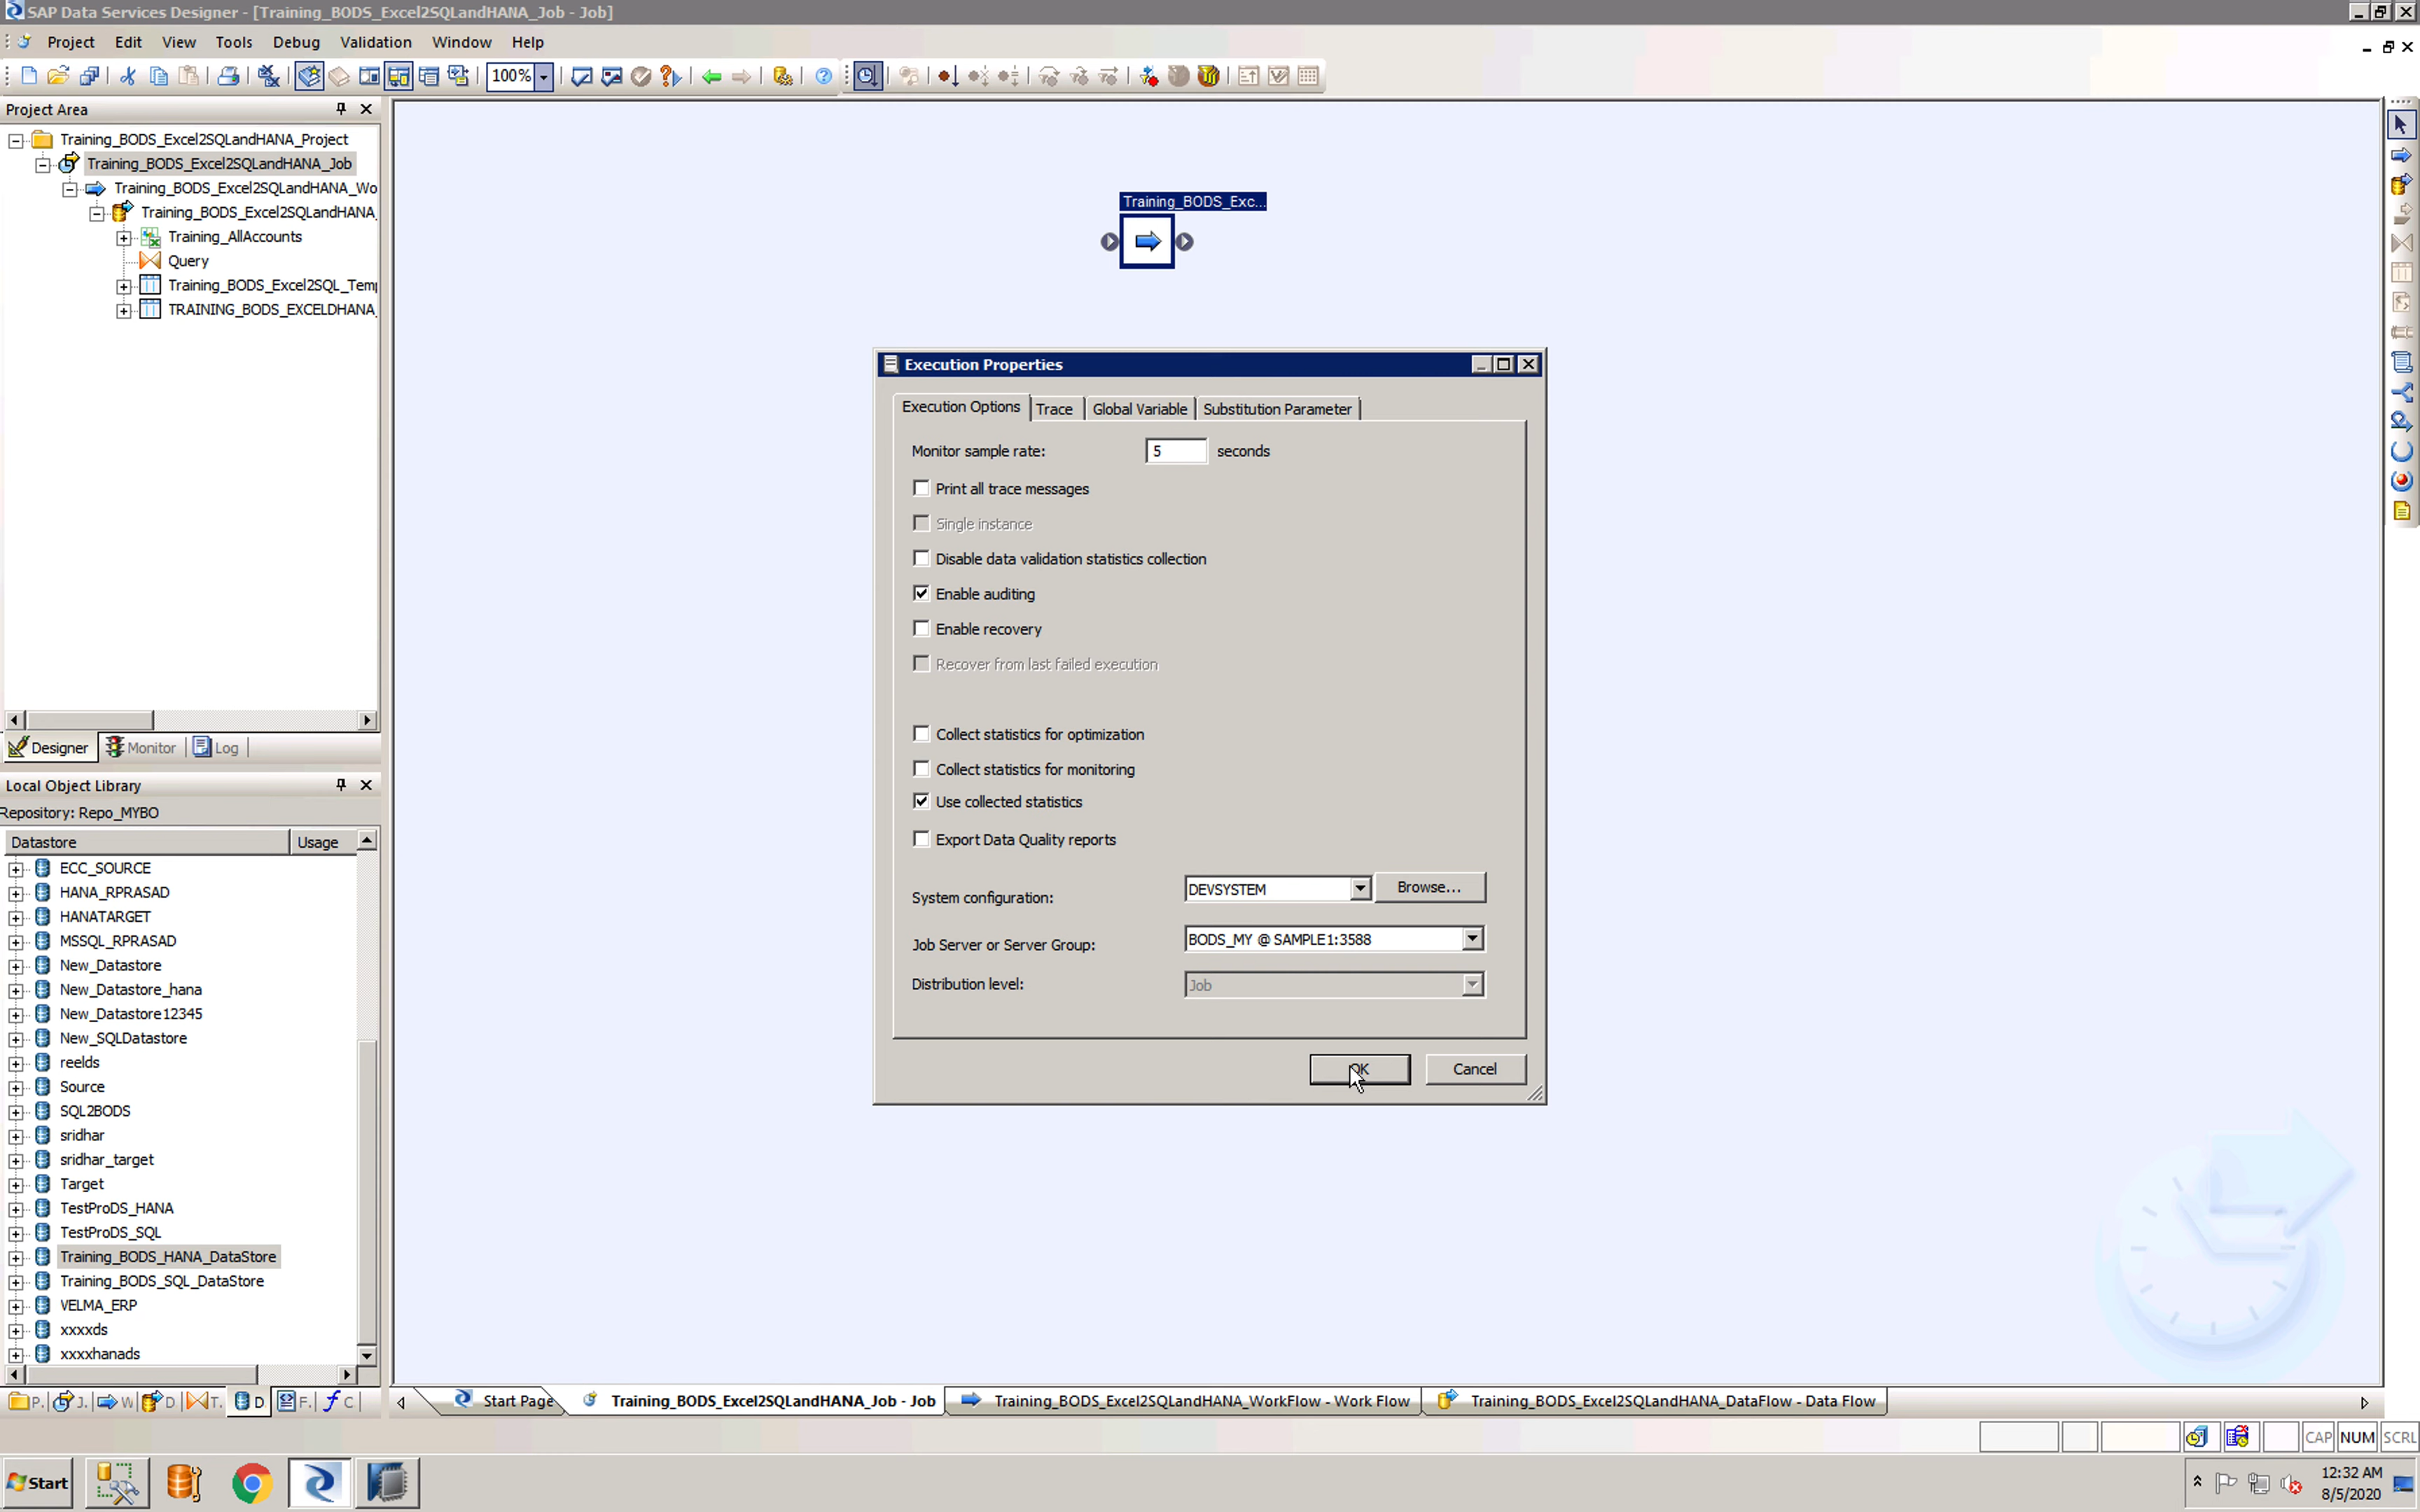 SAP Data Services Designer - [Training_BODS_Excel2SQLandHANA_Job - Job]
Project Edit View Tools Debug Validation Window Help
100%
Project Area
Training_BODS_Excel2SQLandHANA_Project
Training_BODS_Excel2SQLandHANA_Job
Training_BODS_Excel2SQLandHANA_Wo
Training_BODS_Excel2SQLandHANA_
Training_AllAccounts
Query
Training_BODS_Excel2SQL_Tem
TRAINING_BODS_EXCELDHANA_
Designer Monitor Log
Local Object Library
Repository: Repo_MYBO
Datastore Usage
ECC_SOURCE
HANA_RPRASAD
HANATARGET
MSSQL_RPRASAD
New_Datastore
New_Datastore_hana
New_Datastore12345
New_SQLDatastore
reelds
Source
SQL2BODS
sridhar
sridhar_target
Target
TestProDS_HANA
TestProDS_SQL
Training_BODS_HANA_DataStore
Training_BODS_SQL_DataStore
VELMA_ERP
xxxxds
xxxxhanads
P. J. W D T. D F. C
Training_BODS_Exc...
Execution Properties
Execution Options Trace Global Variable Substitution Parameter
Monitor sample rate: 5 seconds
Print all trace messages
Single instance
Disable data validation statistics collection
Enable auditing
Enable recovery
Recover from last failed execution
Collect statistics for optimization
Collect statistics for monitoring
Use collected statistics
Export Data Quality reports
System configuration: DEVSYSTEM Browse...
Job Server or Server Group: BODS_MY @ SAMPLE1:3588
Distribution level: Job
OK Cancel
Start Page Training_BODS_Excel2SQLandHANA_Job - Job Training_BODS_Excel2SQLandHANA_WorkFlow - Work Flow Training_BODS_Excel2SQLandHANA_DataFlow - Data Flow
CAP NUM SCRL
Start
12:32 AM
8/5/2020